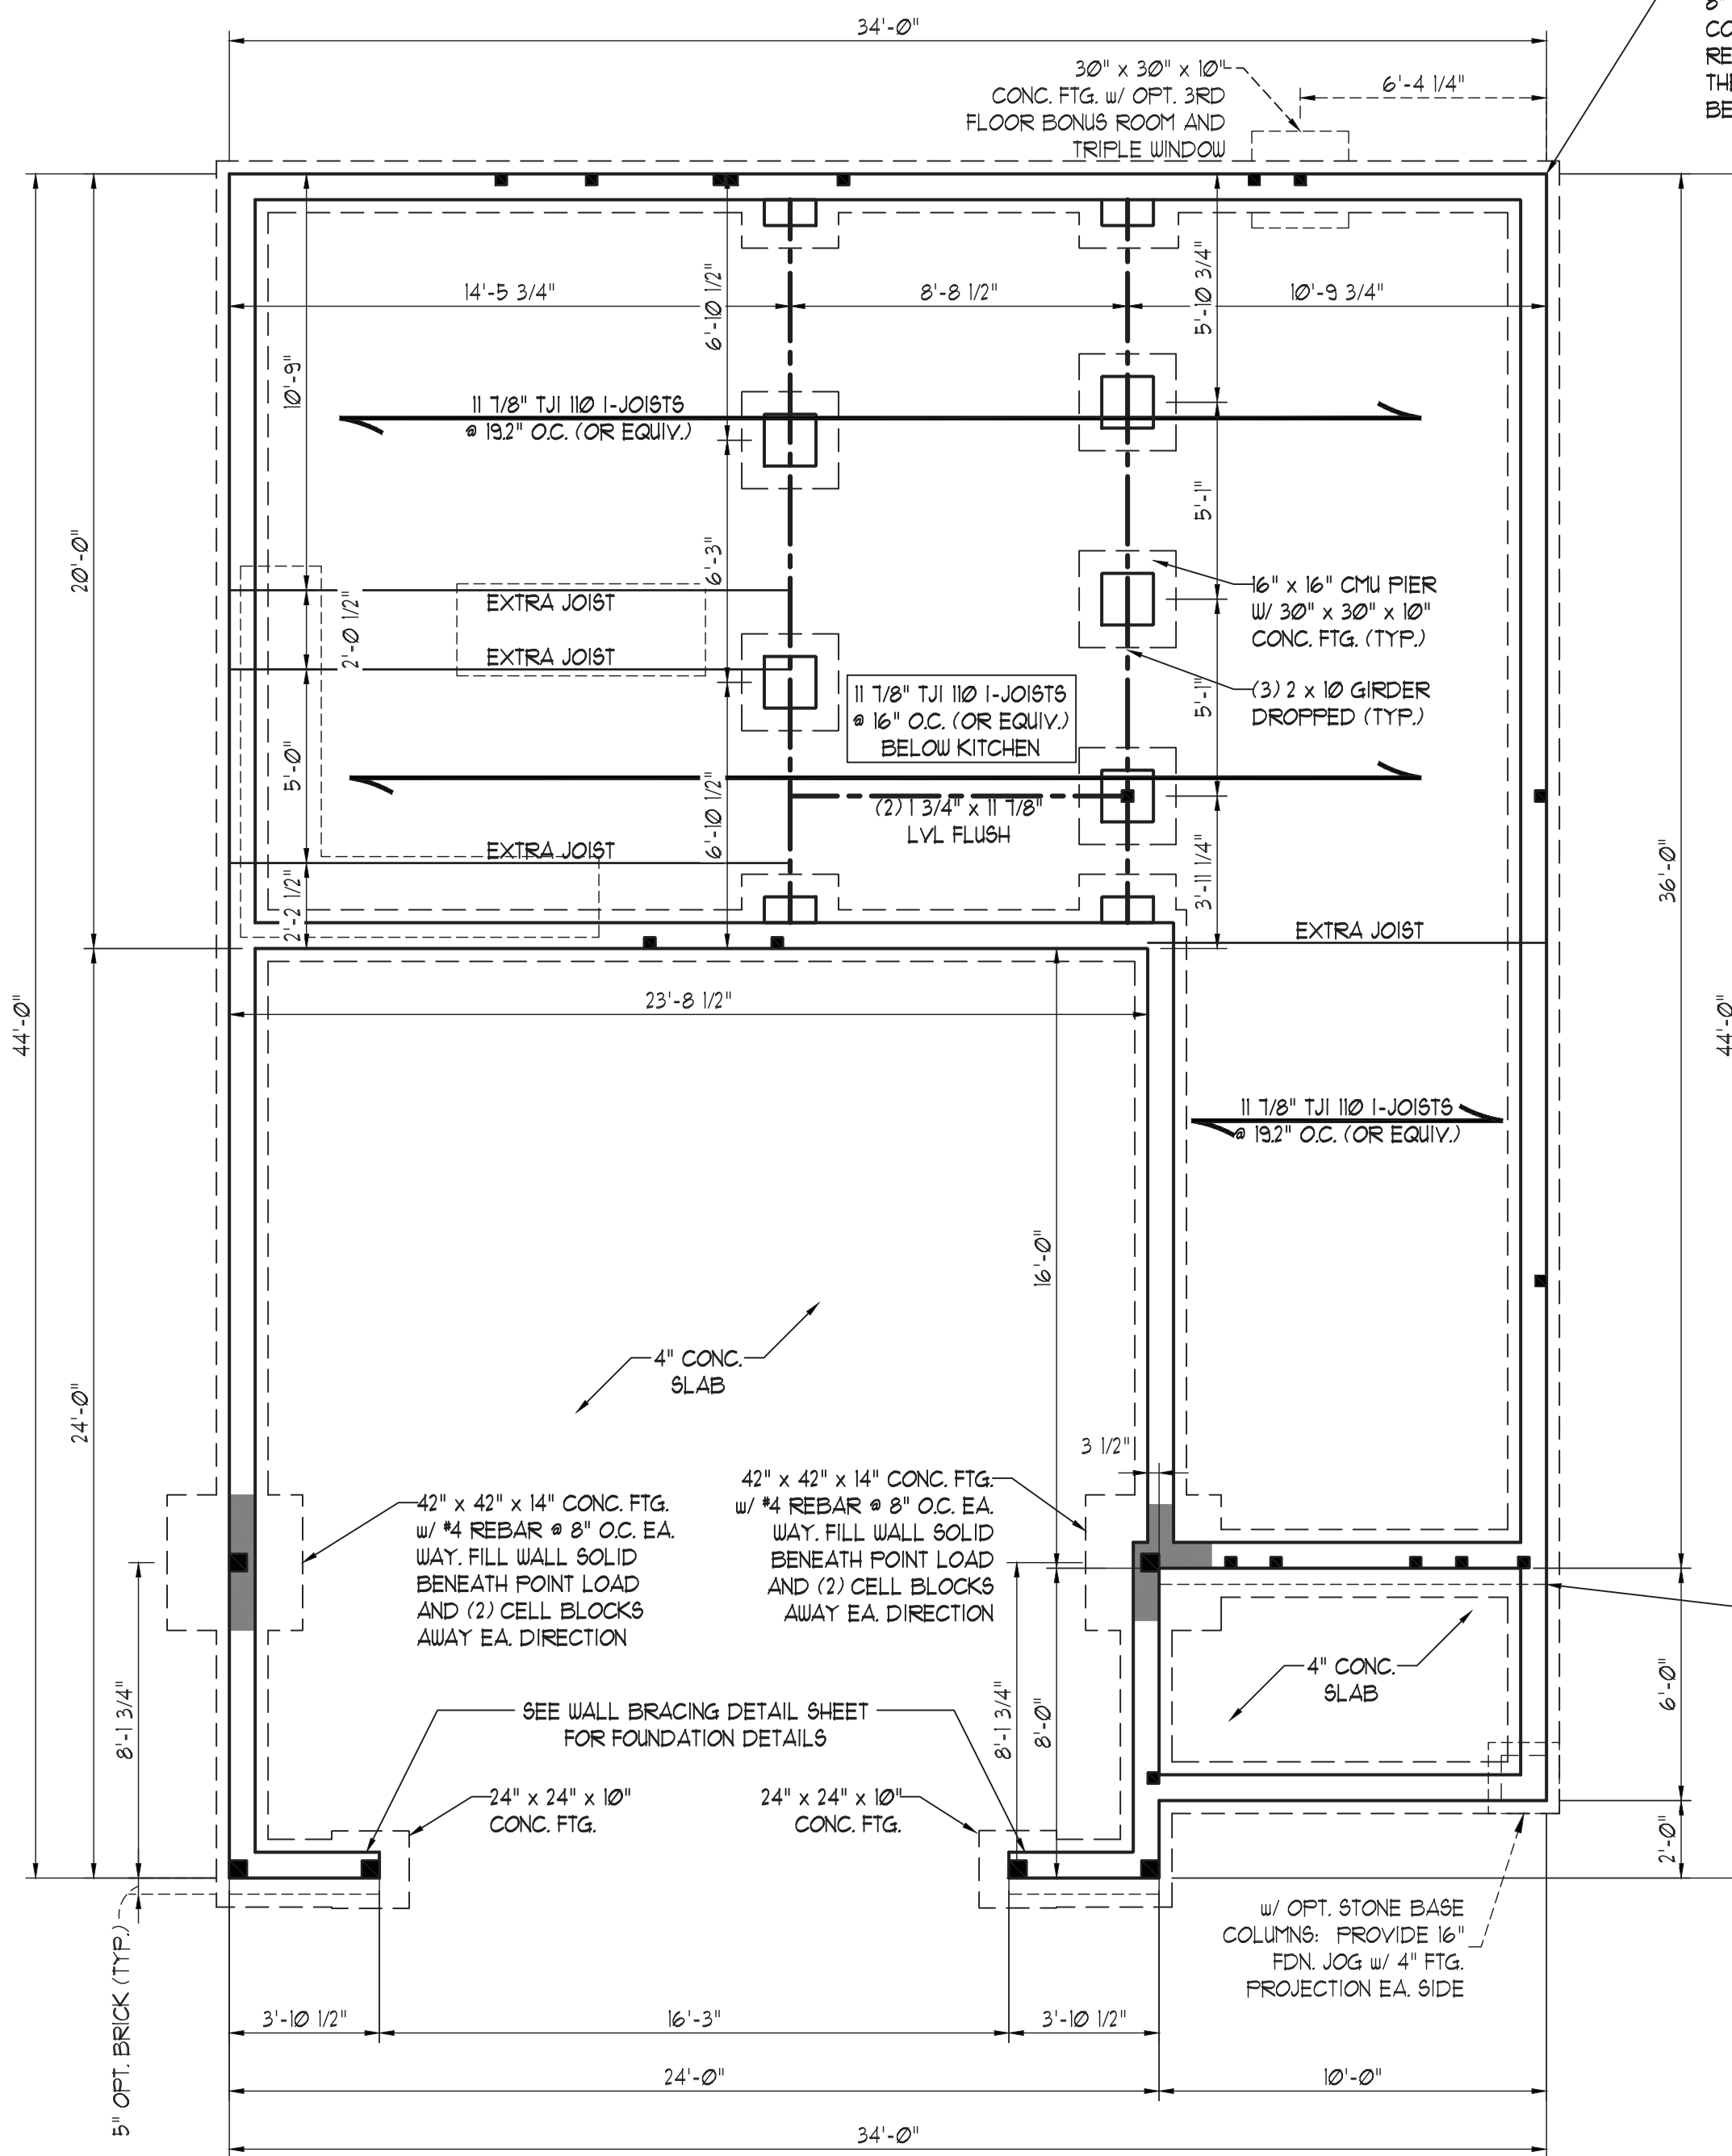 34'-0"
8"
CO
RE
THE
BE
30" x 30" x 10"
CONC. FTG. w/ OPT. 3RD
FLOOR BONUS ROOM AND
TRIPLE WINDOW
6'-4 1/4"
14'-5 3/4"
8'-8 1/2"
10'-9 3/4"
6'-10 1/2"
5'-10 3/4"
10'-9"
11 7/8" TJI 110 I-JOISTS
@ 19.2" O.C. (OR EQUIV.)
5'-1"
20'-0"
6'-3"
2'-0 1/2"
EXTRA JOIST
EXTRA JOIST
16" x 16" CMU PIER
W/ 30" x 30" x 10"
CONC. FTG. (TYP.)
5'-1"
(3) 2 x 10 GIRDER
DROPPED (TYP.)
11 7/8" TJI 110 I-JOISTS
@ 16" O.C. (OR EQUIV.)
BELOW KITCHEN
5'-0"
6'-10 1/2"
(2) 1 3/4" x 11 7/8"
LVL FLUSH
EXTRA JOIST
3'-11 1/4"
2'-2 1/2"
36'-0"
EXTRA JOIST
44'-0"
44'-0"
23'-8 1/2"
11 7/8" TJI 110 I-JOISTS
@ 19.2" O.C. (OR EQUIV.)
16'-0"
24'-0"
4" CONC.
SLAB
3 1/2"
42" x 42" x 14" CONC. FTG.
w/ #4 REBAR @ 8" O.C. EA.
WAY. FILL WALL SOLID
BENEATH POINT LOAD
AND (2) CELL BLOCKS
AWAY EA. DIRECTION
42" x 42" x 14" CONC. FTG.
w/ #4 REBAR @ 8" O.C. EA.
WAY. FILL WALL SOLID
BENEATH POINT LOAD
AND (2) CELL BLOCKS
AWAY EA. DIRECTION
4" CONC.
SLAB
8'-1 3/4"
SEE WALL BRACING DETAIL SHEET
FOR FOUNDATION DETAILS
8'-1 3/4"
8'-0"
6'-0"
24" x 24" x 10"
CONC. FTG.
24" x 24" x 10"
CONC. FTG.
2'-0"
w/ OPT. STONE BASE
COLUMNS: PROVIDE 16"
FDN. JOG w/ 4" FTG.
PROJECTION EA. SIDE
5" OPT. BRICK (TYP.)
3'-10 1/2"
16'-3"
3'-10 1/2"
24'-0"
10'-0"
34'-0"